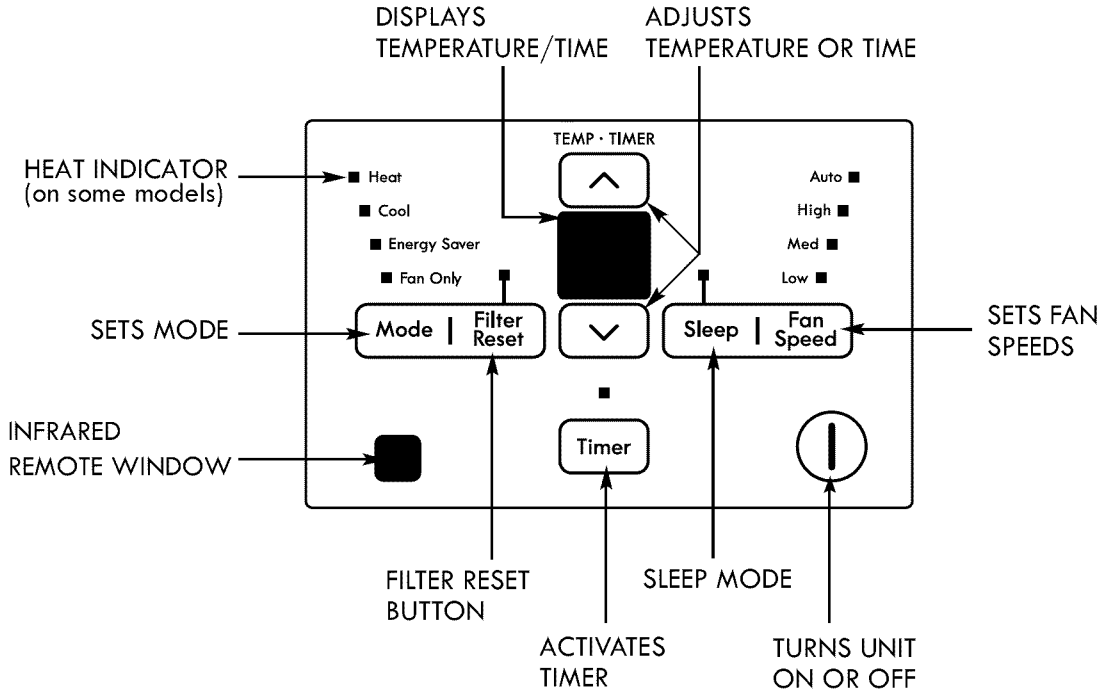 DISPLAYS
TEMPERATURE/TIME
ADJUSTS
TEMPERATURE OR TIME
TEMP · TIMER
HEAT INDICATOR
(on some models)
Heat
Cool
Energy Saver
Fan Only
Auto
High
Med
Low
SETS MODE
Mode | Filter
Reset
Sleep | Fan
Speed
SETS FAN
SPEEDS
INFRARED
REMOTE WINDOW
Timer
FILTER RESET
BUTTON
SLEEP MODE
ACTIVATES
TIMER
TURNS UNIT
ON OR OFF